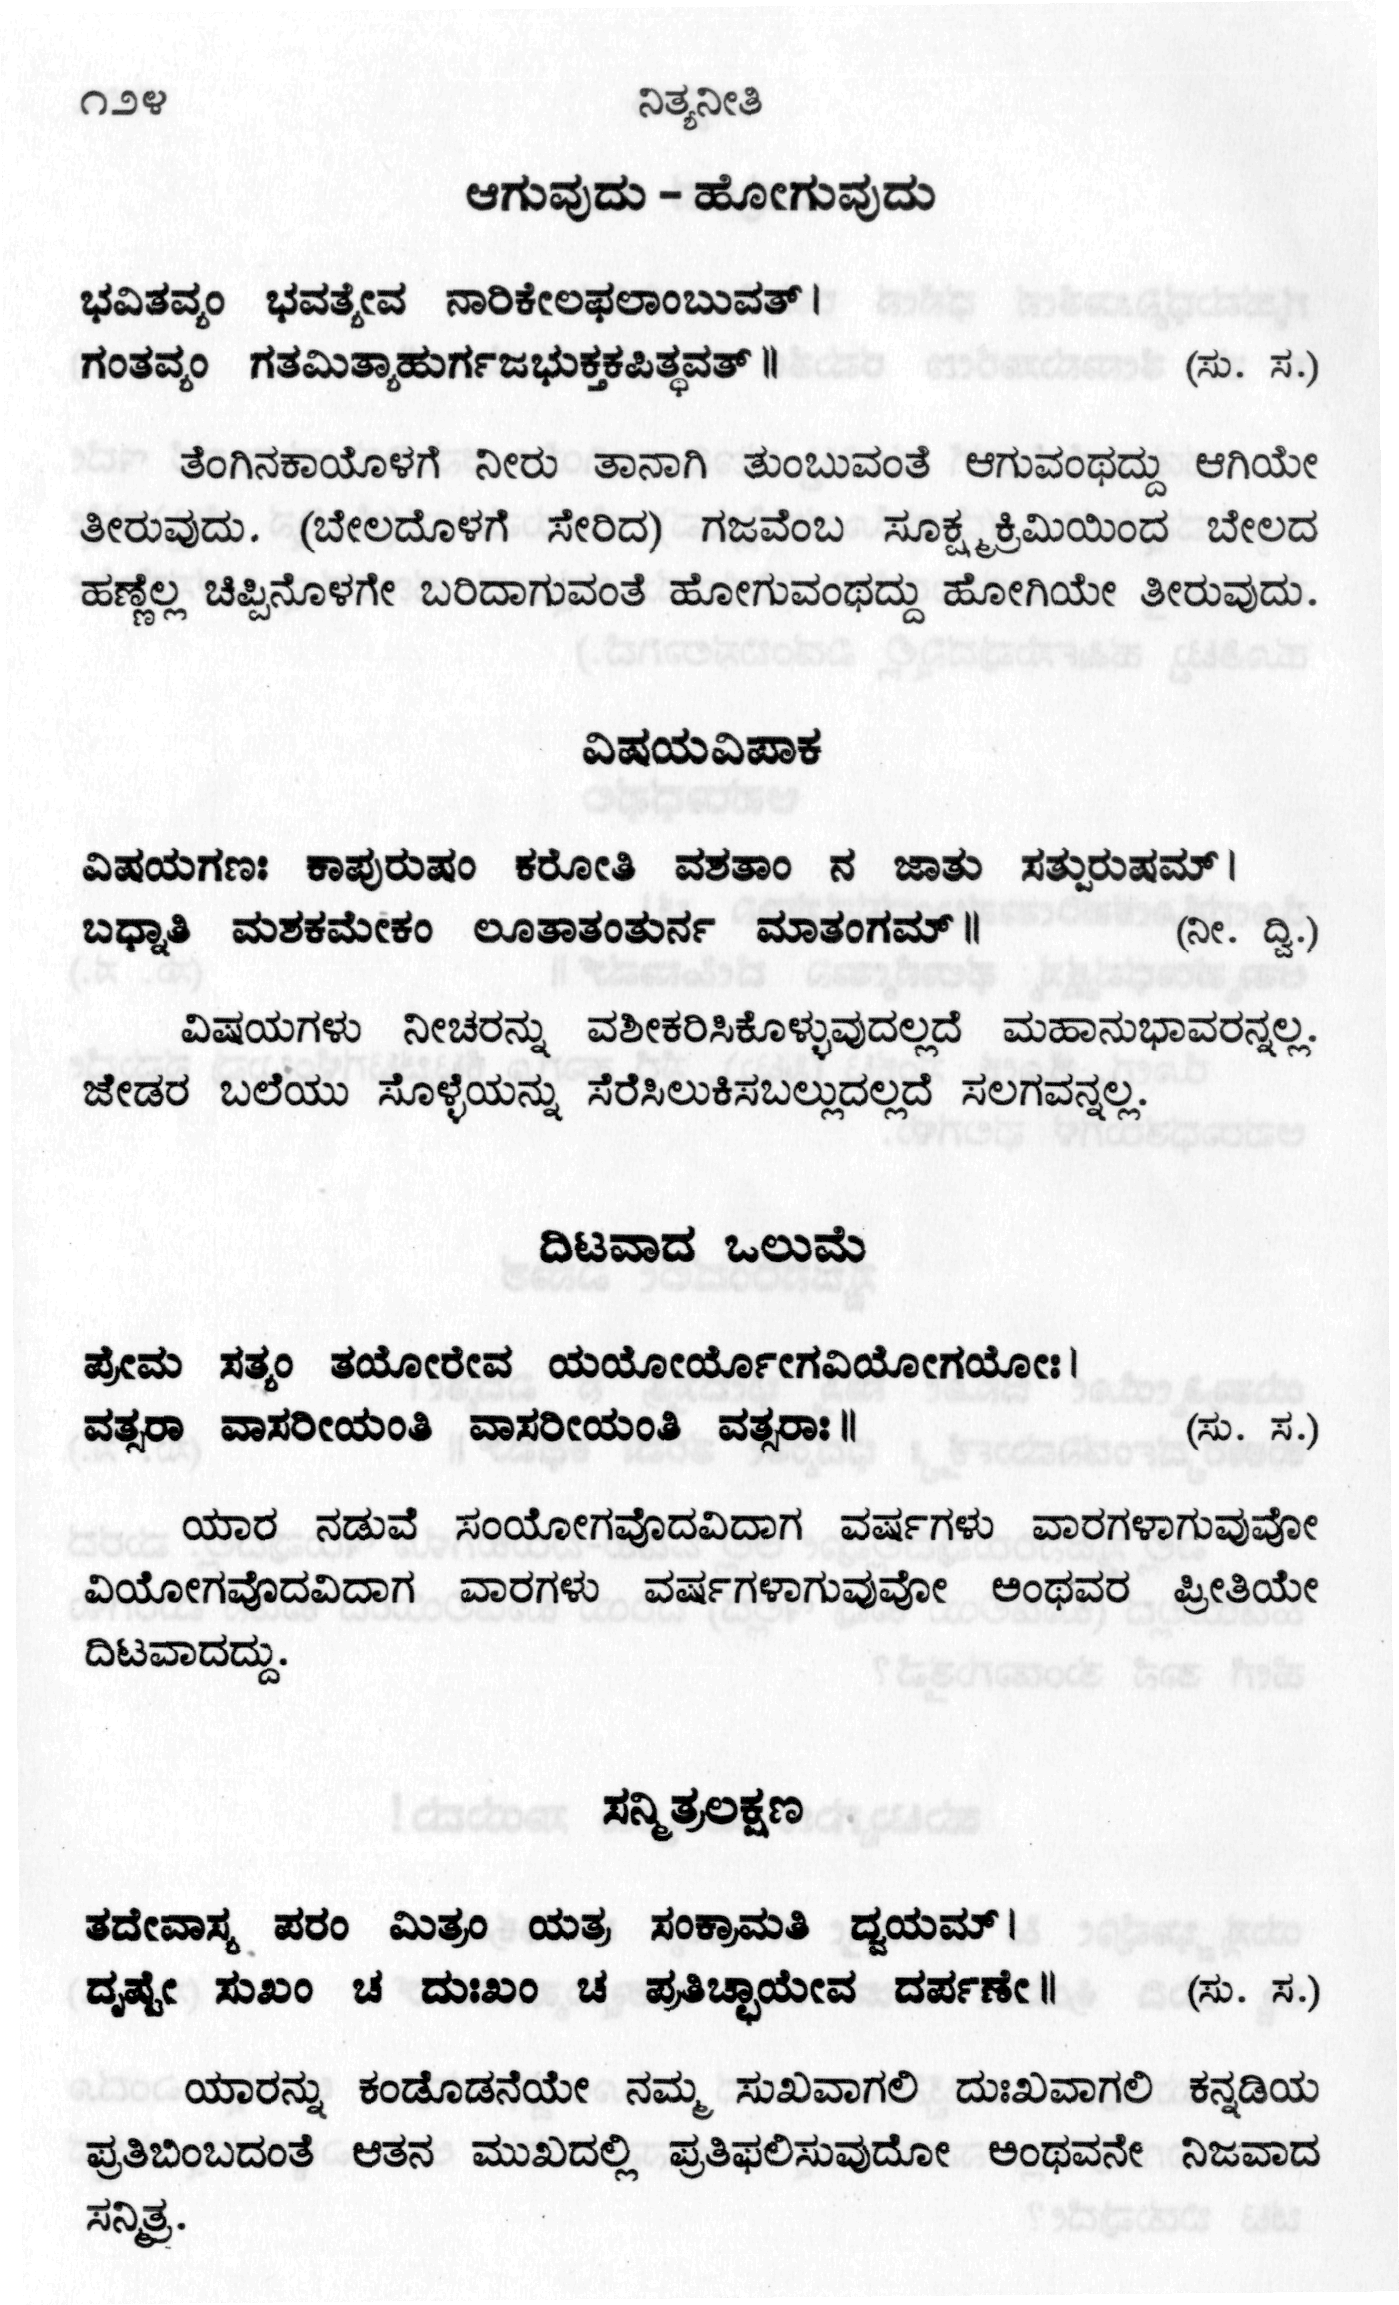 ೧೨೪ ನಿತ್ಯನೀತಿ
ಆಗುವುದು – ಹೋಗುವುದು
ಭವಿತವ್ಯಂ ಭವತ್ಯೇವ ನಾರಿಕೇಲಫಲಾಂಬುವತ್।
ಗಂತವ್ಯಂ ಗತಮಿತ್ಯಾಹುರ್ಗಜಭುಕ್ತಕಪಿತ್ಥವತ್॥ (ಸು. ಸ.)
ತೆಂಗಿನಕಾಯೊಳಗೆ ನೀರು ತಾನಾಗಿ ತುಂಬುವಂತೆ ಆಗುವಂಥದ್ದು ಆಗಿಯೇ
ತೀರುವುದು. (ಬೇಲದೊಳಗೆ ಸೇರಿದ) ಗಜವೆಂಬ ಸೂಕ್ಷ್ಮಕ್ರಿಮಿಯಿಂದ ಬೇಲದ
ಹಣ್ಣೆಲ್ಲ ಚಿಪ್ಪಿನೊಳಗೇ ಬರಿದಾಗುವಂತೆ ಹೋಗುವಂಥದ್ದು ಹೋಗಿಯೇ ತೀರುವುದು.
ವಿಷಯವಿಪಾಕ
ವಿಷಯಗಣಃ ಕಾಪುರುಷಂ ಕರೋತಿ ವಶತಾಂ ನ ಜಾತು ಸತ್ಪುರುಷಮ್।
ಬಧ್ನಾತಿ ಮಶಕಮೇಕಂ ಲೂತಾತಂತುರ್ನ ಮಾತಂಗಮ್॥ (ನೀ. ದ್ವಿ.)
ವಿಷಯಗಳು ನೀಚರನ್ನು ವಶೀಕರಿಸಿಕೊಳ್ಳುವುದಲ್ಲದೆ ಮಹಾನುಭಾವರನ್ನಲ್ಲ.
ಜೇಡರ ಬಲೆಯು ಸೊಳ್ಳೆಯನ್ನು ಸೆರೆಸಿಲುಕಿಸಬಲ್ಲುದಲ್ಲದೆ ಸಲಗವನ್ನಲ್ಲ.
ದಿಟವಾದ ಒಲುಮೆ
ಪ್ರೇಮ ಸತ್ಯಂ ತಯೋರೇವ ಯಯೋರ್ಯೋಗವಿಯೋಗಯೋಃ।
ವತ್ಸರಾ ವಾಸರೀಯಂತಿ ವಾಸರೀಯಂತಿ ವತ್ಸರಾಃ॥ (ಸು. ಸ.)
ಯಾರ ನಡುವೆ ಸಂಯೋಗವೊದವಿದಾಗ ವರ್ಷಗಳು ವಾರಗಳಾಗುವುವೋ
ವಿಯೋಗವೊದವಿದಾಗ ವಾರಗಳು ವರ್ಷಗಳಾಗುವುವೋ ಅಂಥವರ ಪ್ರೀತಿಯೇ
ದಿಟವಾದದ್ದು.
ಸನ್ಮಿತ್ರಲಕ್ಷಣ
ತದೇವಾಸ್ಯ ಪರಂ ಮಿತ್ರಂ ಯತ್ರ ಸಂಕ್ರಾಮತಿ ದ್ವಯಮ್।
ದೃಷ್ಟೇ ಸುಖಂ ಚ ದುಃಖಂ ಚ ಪ್ರತಿಚ್ಛಾಯೇವ ದರ್ಪಣೇ॥ (ಸು. ಸ.)
ಯಾರನ್ನು ಕಂಡೊಡನೆಯೇ ನಮ್ಮ ಸುಖವಾಗಲಿ ದುಃಖವಾಗಲಿ ಕನ್ನಡಿಯ
ಪ್ರತಿಬಿಂಬದಂತೆ ಆತನ ಮುಖದಲ್ಲಿ ಪ್ರತಿಫಲಿಸುವುದೋ ಅಂಥವನೇ ನಿಜವಾದ
ಸನ್ಮಿತ್ರ.